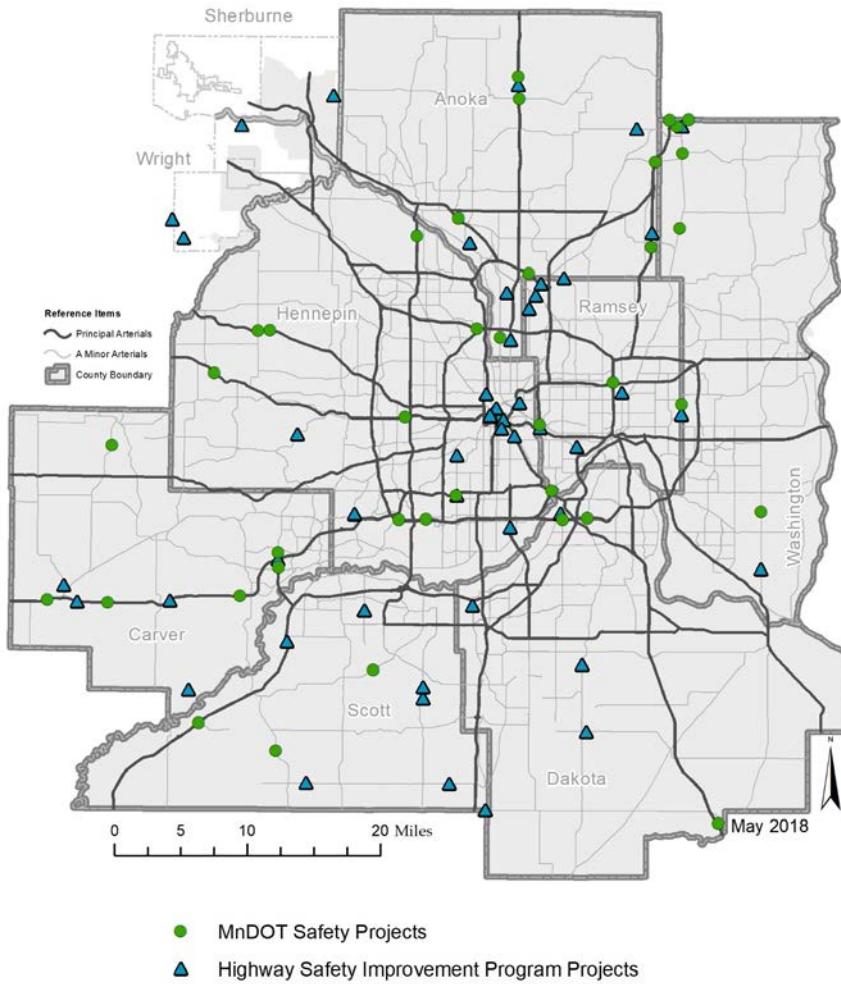 Sherburne
Anoka
Wright
Reference Items
Principal Arterials
A Minor Arterials
County Boundary
Hennepin
Ramsey
Washington
Carver
Scott
Dakota
N
0 5 10 20 Miles
May 2018
MnDOT Safety Projects
Highway Safety Improvement Program Projects